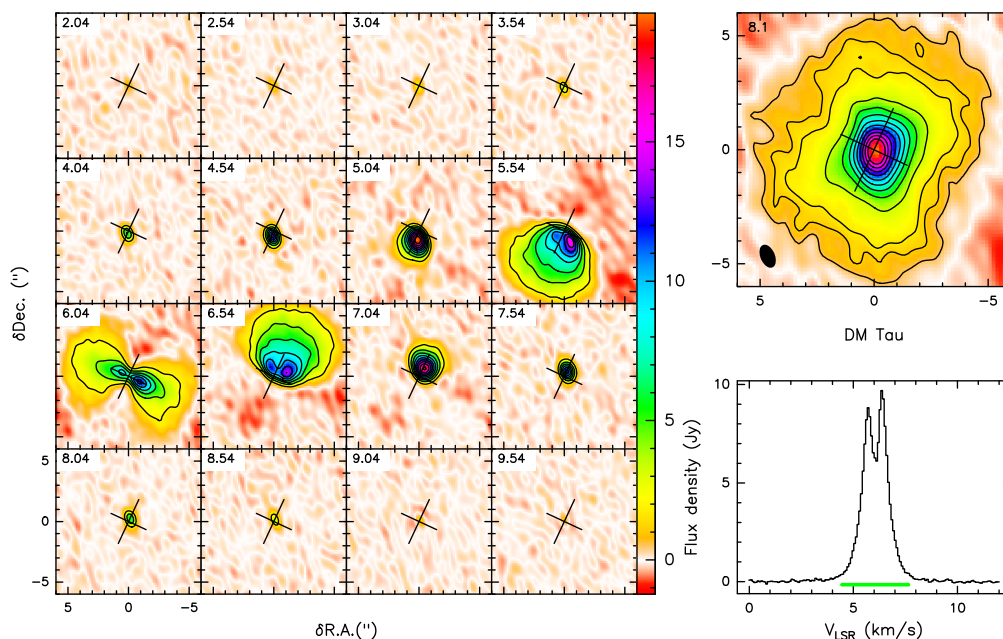 2.04 2.54 3.04 3.54
4.04 4.54 5.04 5.54
6.04 6.54 7.04 7.54
8.04 8.54 9.04 9.54
5
0
−5
5 0 −5
δDec. (")
δR.A.(")
15
10
5
0
8.1
5
0
−5
5 0 −5
DM Tau
10
5
0
0 5 10
Flux density (Jy)
V_LSR (km/s)